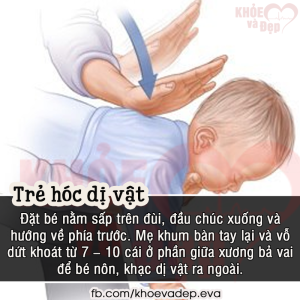 KHỎE
và Đẹp
Trẻ hóc dị vật
Đặt bé nằm sấp trên đùi, đầu chúc xuống và
hướng về phía trước. Mẹ khum bàn tay lại và vỗ
dứt khoát từ 7 – 10 cái ở phần giữa xương bả vai
để bé nôn, khạc dị vật ra ngoài.
fb.com/khoevadep.eva